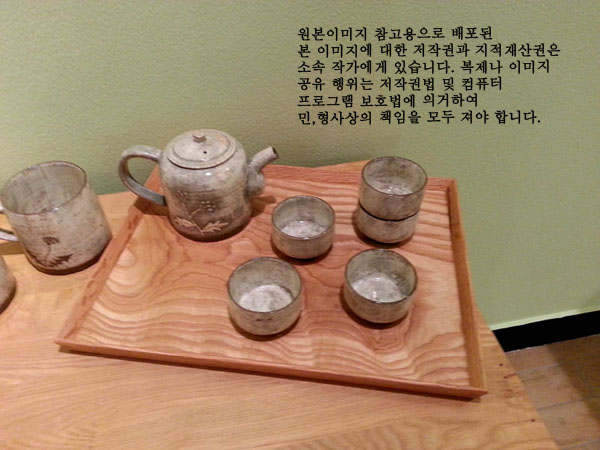 원본이미지 참고용으로 배포된
본 이미지에 대한 저작권과 지적재산권은
소속 작가에게 있습니다. 복제나 이미지
공유 행위는 저작권법 및 컴퓨터
프로그램 보호법에 의거하여
민,형사상의 책임을 모두 져야 합니다.